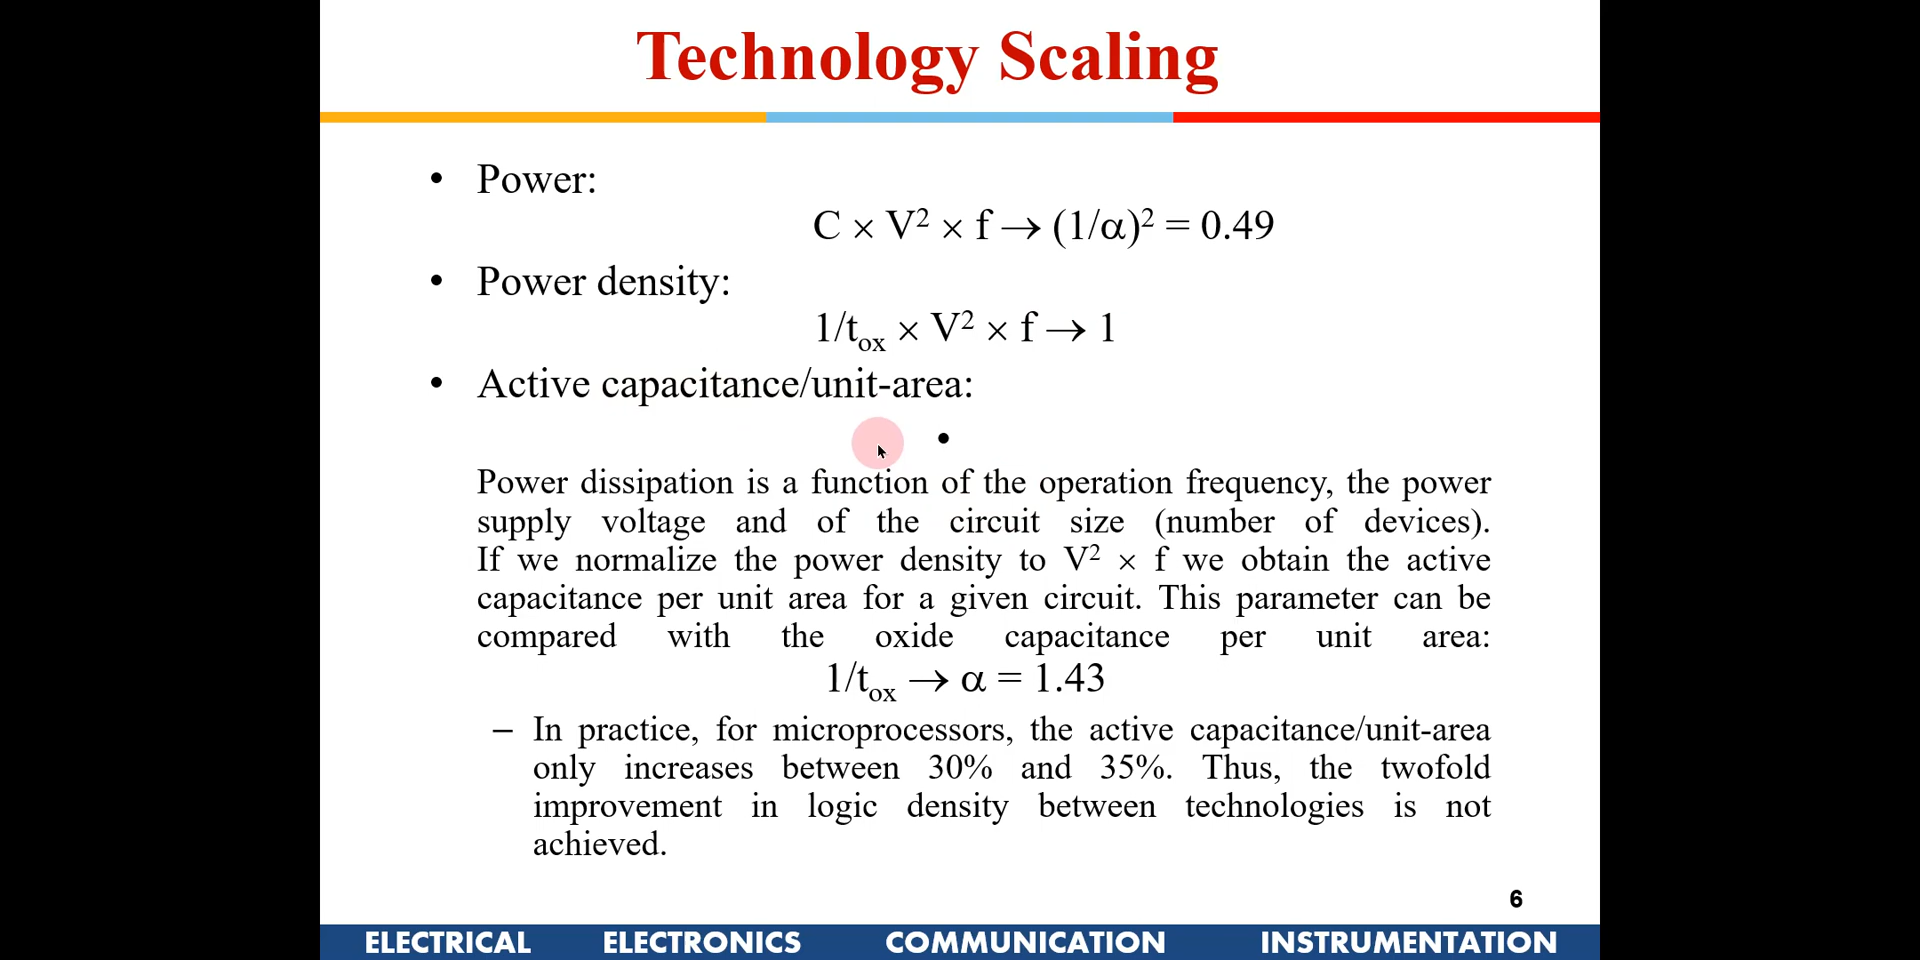 Technology Scaling
• Power:
C × V² × f → (1/α)² = 0.49
• Power density:
1/tox × V² × f → 1
• Active capacitance/unit-area:
•
Power dissipation is a function of the operation frequency, the power
supply voltage and of the circuit size (number of devices).
If we normalize the power density to V² × f we obtain the active
capacitance per unit area for a given circuit. This parameter can be
compared with the oxide capacitance per unit area:
1/tox → α = 1.43
– In practice, for microprocessors, the active capacitance/unit-area
only increases between 30% and 35%. Thus, the twofold
improvement in logic density between technologies is not
achieved.
6
ELECTRICAL ELECTRONICS COMMUNICATION INSTRUMENTATION